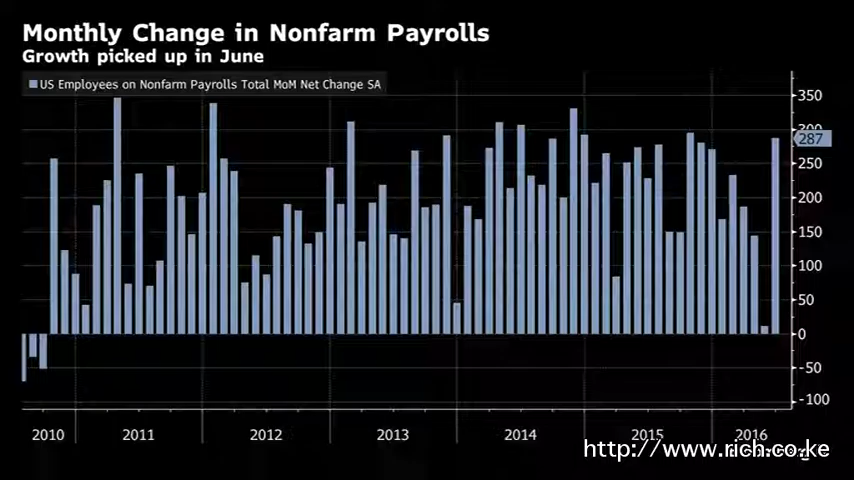 Monthly Change in Nonfarm Payrolls
Growth picked up in June
US Employees on Nonfarm Payrolls Total MoM Net Change SA
350
300
287
250
200
150
100
50
0
-50
-100
2010 2011 2012 2013 2014 2015 2016
http://www.rich.co.ke